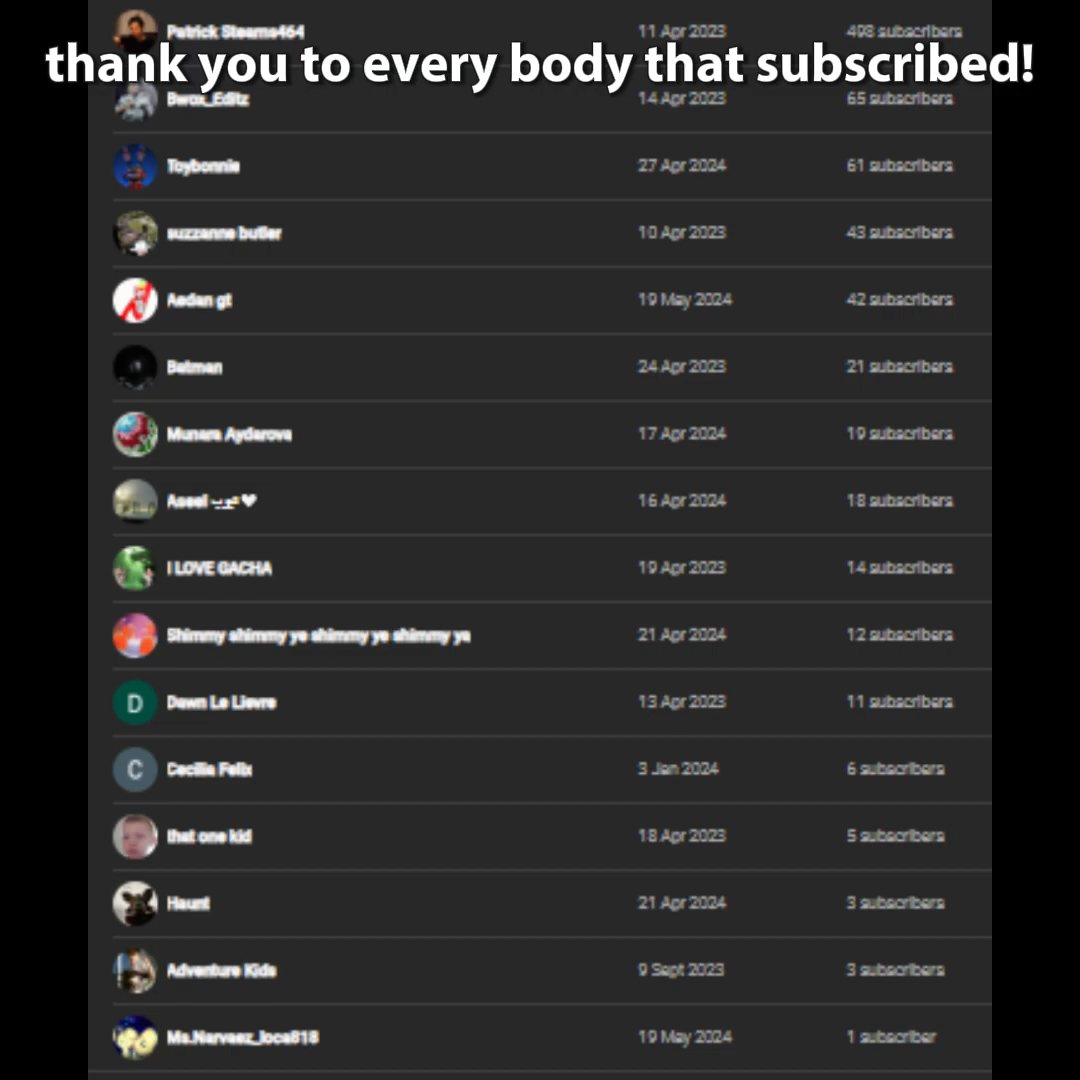 Patrick Stearns464 11 Apr 2023 498 subscribers
thank you to every body that subscribed!
Bwox_Editz 14 Apr 2023 65 subscribers
Toybonnie 27 Apr 2024 61 subscribers
suzzanne butler 10 Apr 2023 43 subscribers
Aedan gt 19 May 2024 42 subscribers
Batman 24 Apr 2023 21 subscribers
Munara Aydarova 17 Apr 2024 19 subscribers
Aseel 16 Apr 2024 18 subscribers
I LOVE GACHA 19 Apr 2023 14 subscribers
Shimmy shimmy ye shimmy ye shimmy ya 21 Apr 2024 12 subscribers
D Dawn Le Lievre 13 Apr 2023 11 subscribers
C Cecilia Felix 3 Jan 2024 6 subscribers
that one kid 18 Apr 2023 5 subscribers
Haunt 21 Apr 2024 3 subscribers
Adventure Kids 9 Sept 2023 3 subscribers
Ms.Narvaez_loca818 19 May 2024 1 subscriber